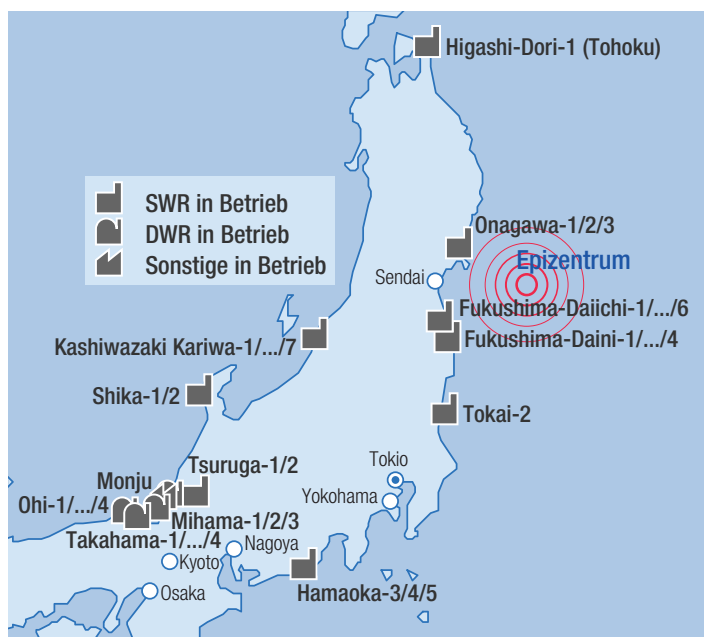 Higashi-Dori-1 (Tohoku)
SWR in Betrieb
DWR in Betrieb
Sonstige in Betrieb
Onagawa-1/2/3
Epizentrum
Sendai
Fukushima-Daiichi-1/.../6
Fukushima-Daini-1/.../4
Kashiwazaki Kariwa-1/.../7
Shika-1/2
Tokai-2
Tsuruga-1/2
Monju
Tokio
Ohi-1/.../4
Yokohama
Mihama-1/2/3
Takahama-1/.../4
Nagoya
Kyoto
Hamaoka-3/4/5
Osaka